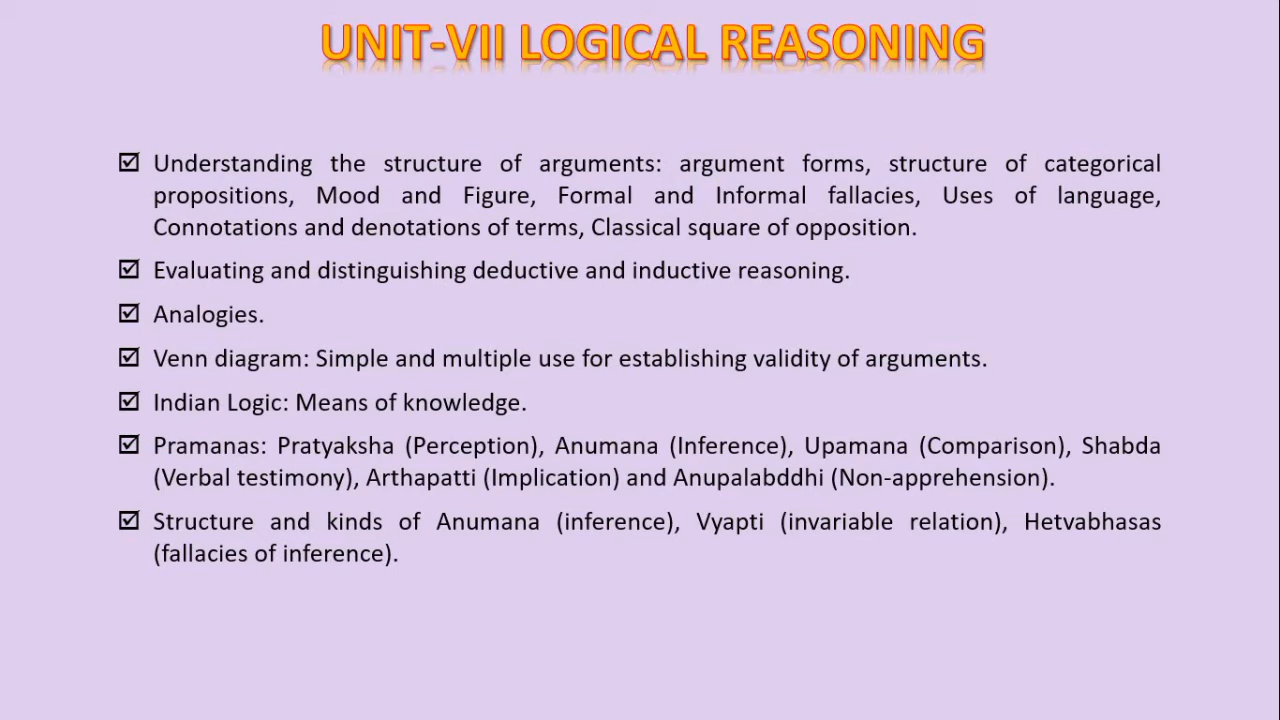 UNIT-VII LOGICAL REASONING
☑ Understanding the structure of arguments: argument forms, structure of categorical
propositions, Mood and Figure, Formal and Informal fallacies, Uses of language,
Connotations and denotations of terms, Classical square of opposition.
☑ Evaluating and distinguishing deductive and inductive reasoning.
☑ Analogies.
☑ Venn diagram: Simple and multiple use for establishing validity of arguments.
☑ Indian Logic: Means of knowledge.
☑ Pramanas: Pratyaksha (Perception), Anumana (Inference), Upamana (Comparison), Shabda
(Verbal testimony), Arthapatti (Implication) and Anupalabddhi (Non-apprehension).
☑ Structure and kinds of Anumana (inference), Vyapti (invariable relation), Hetvabhasas
(fallacies of inference).